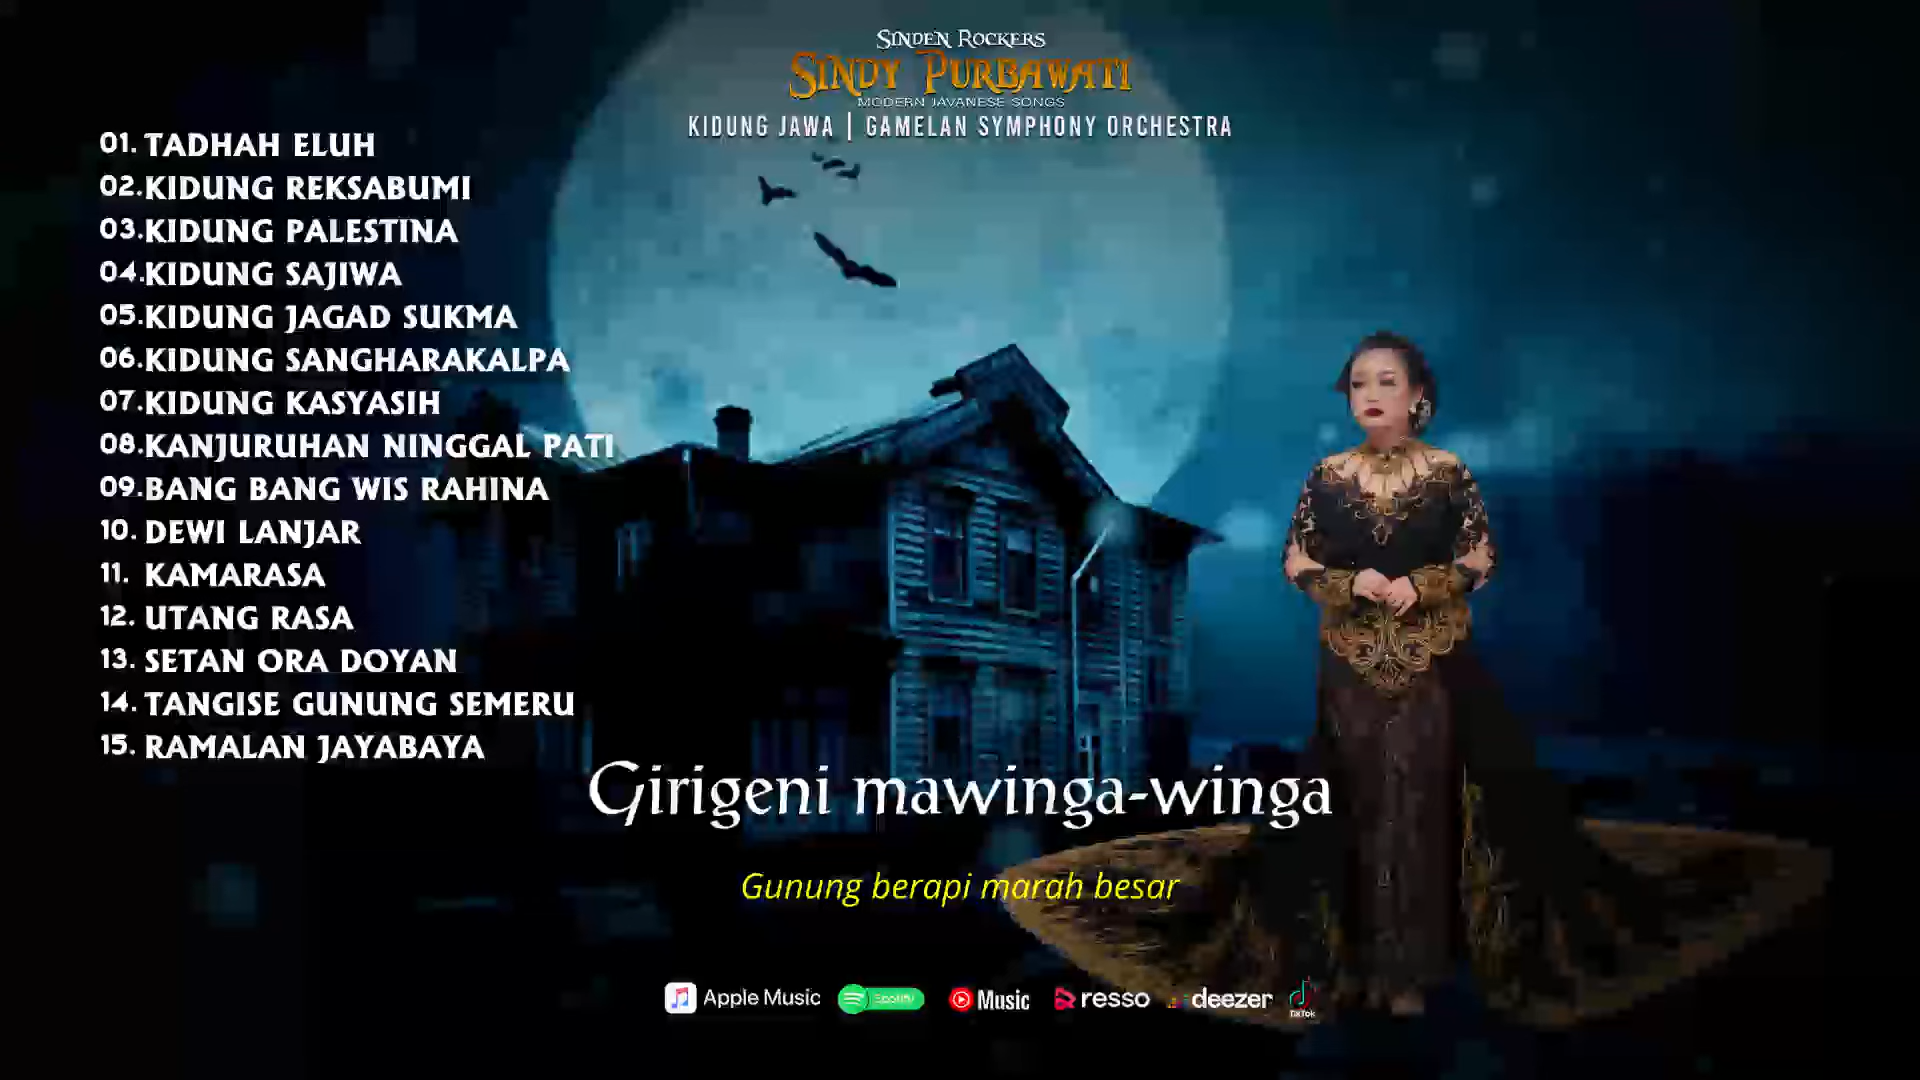 SINDEN ROCKERS
SINDY PURBAWATI
MODERN JAVANESE SONGS
KIDUNG JAWA | GAMELAN SYMPHONY ORCHESTRA
01. TADHAH ELUH
02.KIDUNG REKSABUMI
03.KIDUNG PALESTINA
04.KIDUNG SAJIWA
05.KIDUNG JAGAD SUKMA
06.KIDUNG SANGHARAKALPA
07.KIDUNG KASYASIH
08.KANJURUHAN NINGGAL PATI
09.BANG BANG WIS RAHINA
10. DEWI LANJAR
11. KAMARASA
12. UTANG RASA
13. SETAN ORA DOYAN
14. TANGISE GUNUNG SEMERU
15. RAMALAN JAYABAYA
Girigeni mawinga-winga
Gunung berapi marah besar
Apple Music Spotify Music resso deezer TikTok